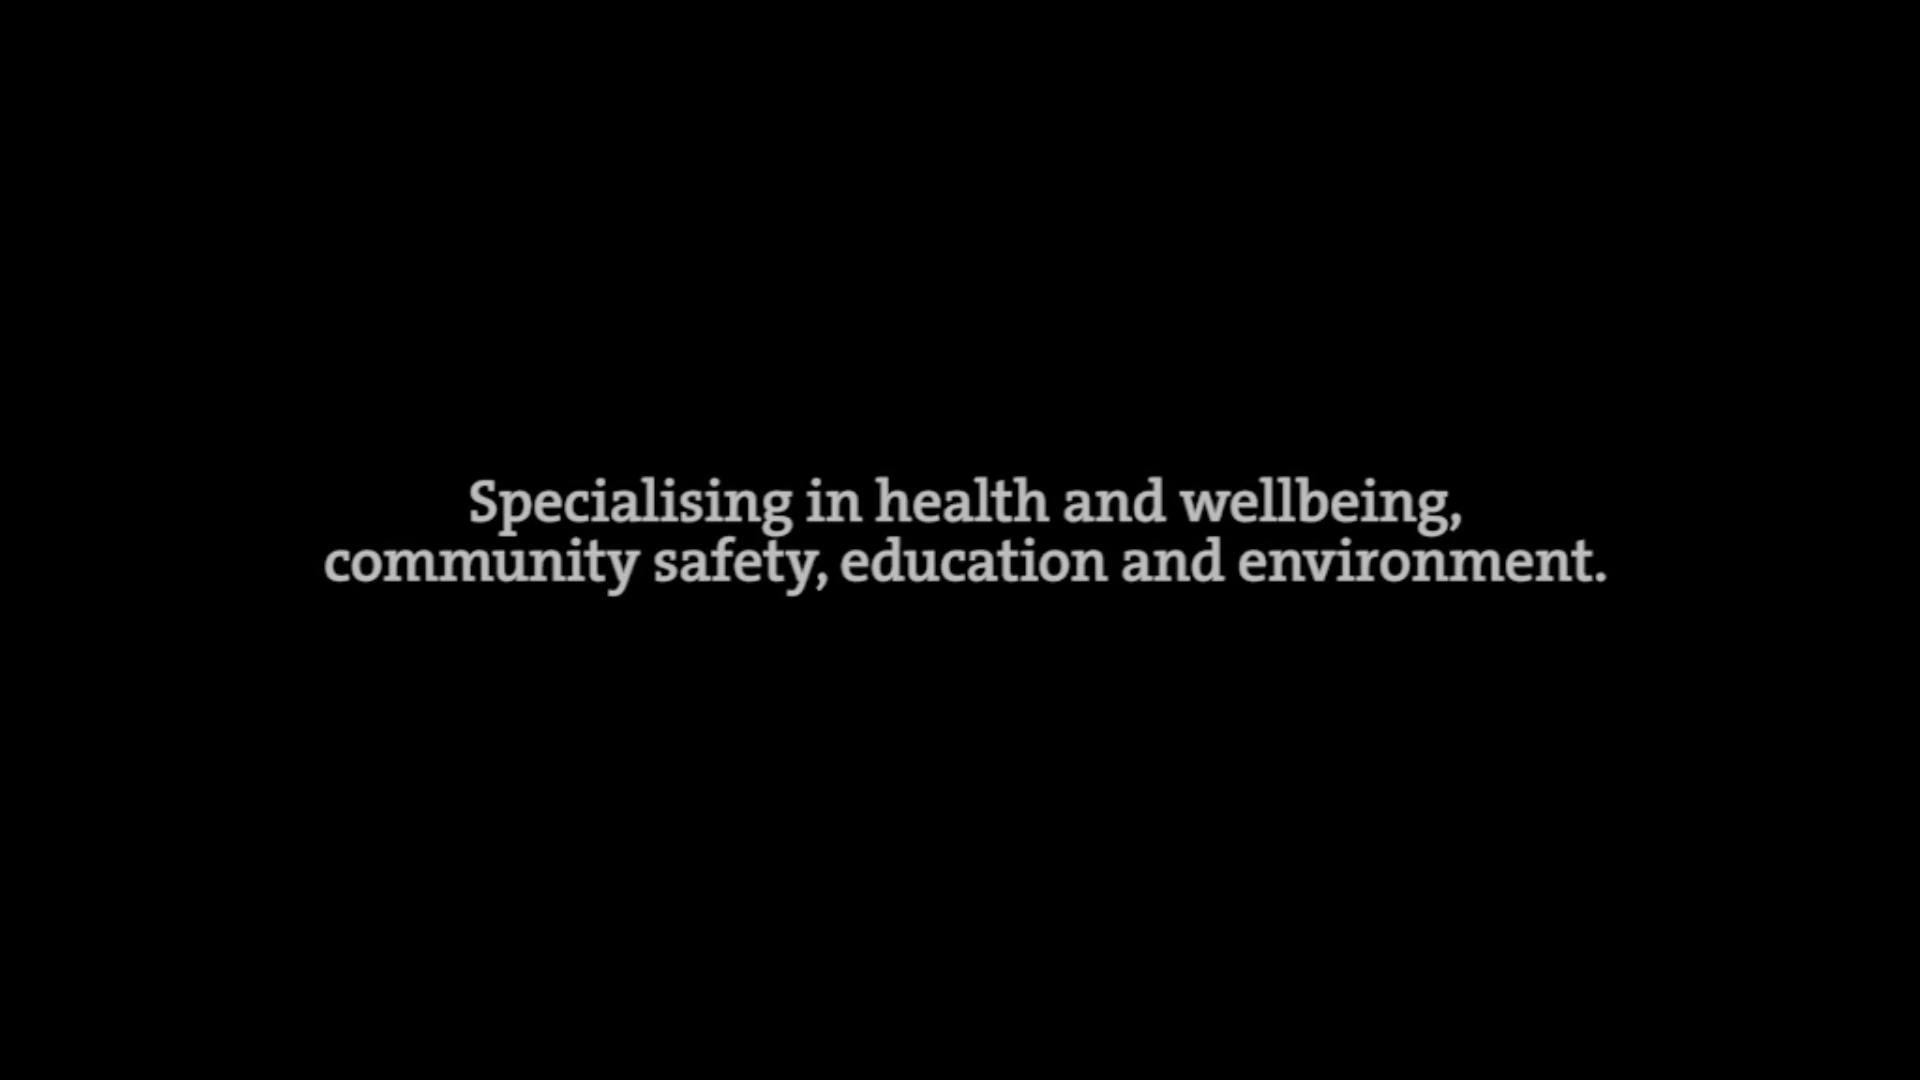 Specialising in health and wellbeing,
community safety, education and environment.